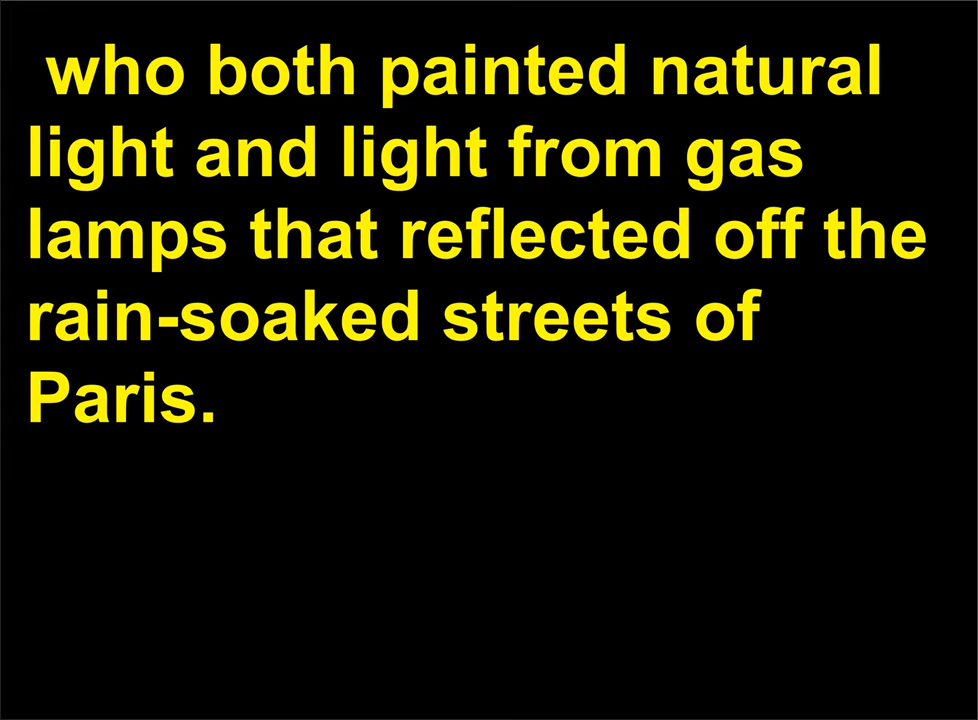 who both painted natural
light and light from gas
lamps that reflected off the
rain-soaked streets of
Paris.